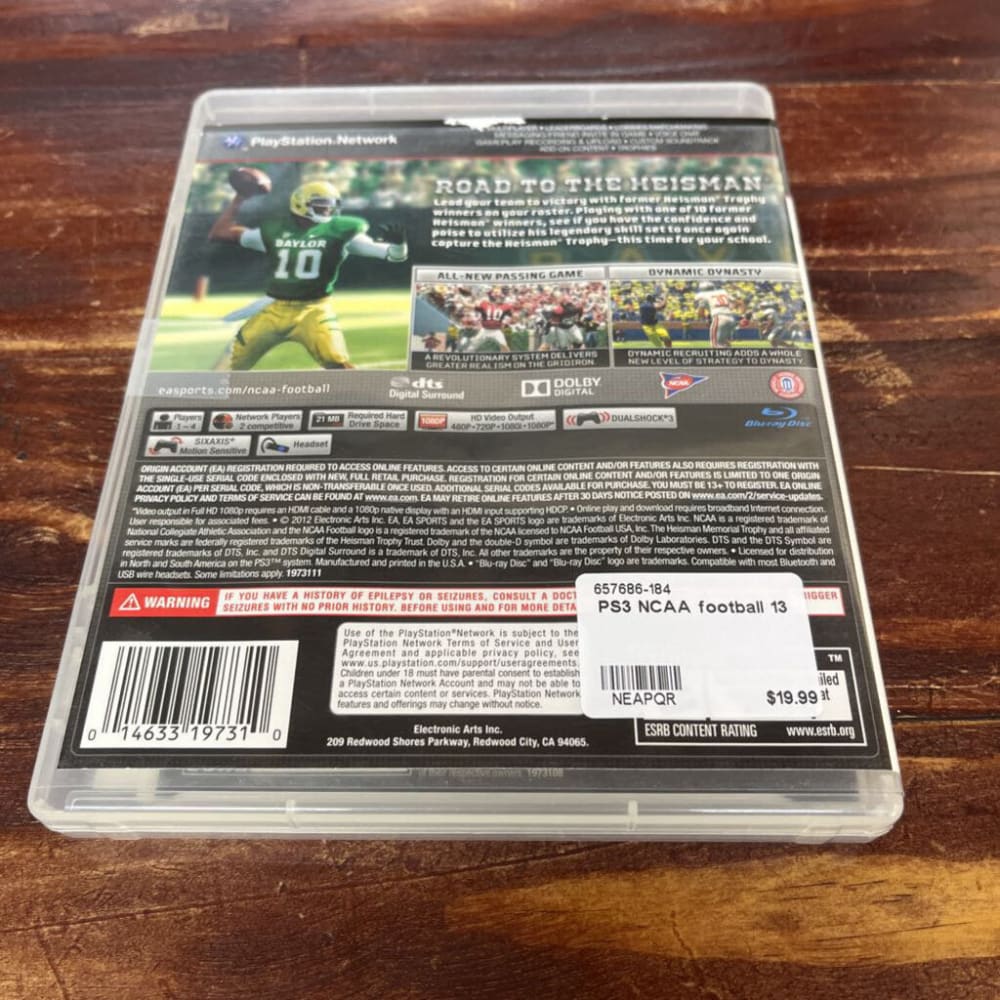 PlayStation.Network
MULTIPLAYER • LEADERBOARDS •
MESSAGING/FRIEND INVITE IN GAME • VOICE CHAT
GAMEPLAY RECORDING & UPLOAD • CUSTOM SOUNDTRACK
ADD-ON CONTENT • TROPHIES
ROAD TO THE HEISMAN
Lead your team to victory with former Heisman® Trophy
winners on your roster. Playing with one of 10 former
Heisman® winners, see if you have the confidence and
poise to utilize his legendary skill set to once again
capture the Heisman® Trophy—this time for your school.
BAYLOR
10
ALL-NEW PASSING GAME
A REVOLUTIONARY SYSTEM DELIVERS
GREATER REALISM ON THE GRIDIRON.
DYNAMIC DYNASTY
DYNAMIC RECRUITING ADDS A WHOLE
NEW LEVEL OF STRATEGY TO DYNASTY.
easports.com/ncaa-football
dts
Digital Surround
DOLBY
DIGITAL
NCAA
Players
1–4
Network Players
2 competitive
21 MB
Required Hard
Drive Space
1080P
HD Video Output
480P•720P•1080i•1080P*
DUALSHOCK®3
Blu-ray Disc
SIXAXIS®
Motion Sensitive
Headset
ORIGIN ACCOUNT (EA) REGISTRATION REQUIRED TO ACCESS ONLINE FEATURES. ACCESS TO CERTAIN ONLINE CONTENT AND/OR FEATURES ALSO REQUIRES REGISTRATION WITH
THE SINGLE-USE SERIAL CODE ENCLOSED WITH NEW, FULL RETAIL PURCHASE. REGISTRATION FOR CERTAIN ONLINE CONTENT AND/OR FEATURES IS LIMITED TO ONE ORIGIN
ACCOUNT (EA) PER SERIAL CODE, WHICH IS NON-TRANSFERABLE ONCE USED. ADDITIONAL SERIAL CODES AVAILABLE FOR PURCHASE. YOU MUST BE 13+ TO REGISTER. EA ONLINE
PRIVACY POLICY AND TERMS OF SERVICE CAN BE FOUND AT www.ea.com. EA MAY RETIRE ONLINE FEATURES AFTER 30 DAYS NOTICE POSTED ON www.ea.com/2/service-updates.
*Video output in Full HD 1080p requires an HDMI cable and a 1080p native display with an HDMI input supporting HDCP. • Online play and download requires broadband Internet connection.
User responsible for associated fees. • © 2012 Electronic Arts Inc. EA, EA SPORTS and the EA SPORTS logo are trademarks of Electronic Arts Inc. NCAA is a registered trademark of
National Collegiate Athletic Association and the NCAA Football logo is a registered trademark of the NCAA licensed to NCAA Football USA, Inc. The Heisman Memorial Trophy and all affiliated
service marks are federally registered trademarks of the Heisman Trophy Trust. Dolby and the double-D symbol are trademarks of Dolby Laboratories. DTS and the DTS Symbol are
registered trademarks of DTS, Inc. and DTS Digital Surround is a trademark of DTS, Inc. All other trademarks are the property of their respective owners. • Licensed for distribution
in North and South America on the PS3™ system. Manufactured and printed in the U.S.A. • "Blu-ray Disc" and "Blu-ray Disc" logo are trademarks. Compatible with most Bluetooth and
USB wire headsets. Some limitations apply. 1973111
WARNING
IF YOU HAVE A HISTORY OF EPILEPSY OR SEIZURES, CONSULT A DOCT
SEIZURES WITH NO PRIOR HISTORY. BEFORE USING AND FOR MORE DETA
RIGGER
657686-184
PS3 NCAA football 13
NEAPQR
$19.99
Use of the PlayStation®Network is subject to the
PlayStation Network Terms of Service and User
Agreement and applicable privacy policy, see
www.us.playstation.com/support/useragreements.
Children under 18 must have parental consent to establish
a PlayStation Network Account and may not be able to
access certain content or services. PlayStation Network
features and offerings may change without notice.
Electronic Arts Inc.
209 Redwood Shores Parkway, Redwood City, CA 94065.
TM
ESRB CONTENT RATING
www.esrb.org
0 14633 19731 0
of their respective owners. 1973108